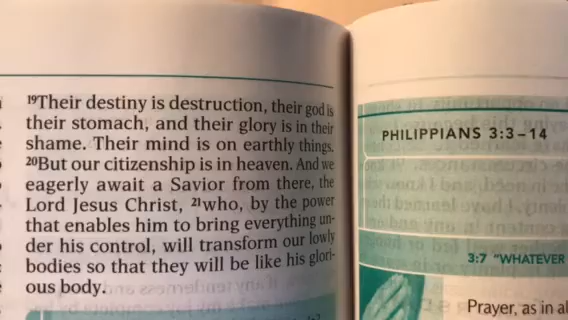 ¹⁹Their destiny is destruction, their god is
their stomach, and their glory is in their
shame. Their mind is on earthly things.
²⁰But our citizenship is in heaven. And we
eagerly await a Savior from there, the
Lord Jesus Christ, ²¹who, by the power
that enables him to bring everything un-
der his control, will transform our lowly
bodies so that they will be like his glori-
ous body.
PHILIPPIANS 3:3–14
3:7 "WHATEVER
Prayer, as in al